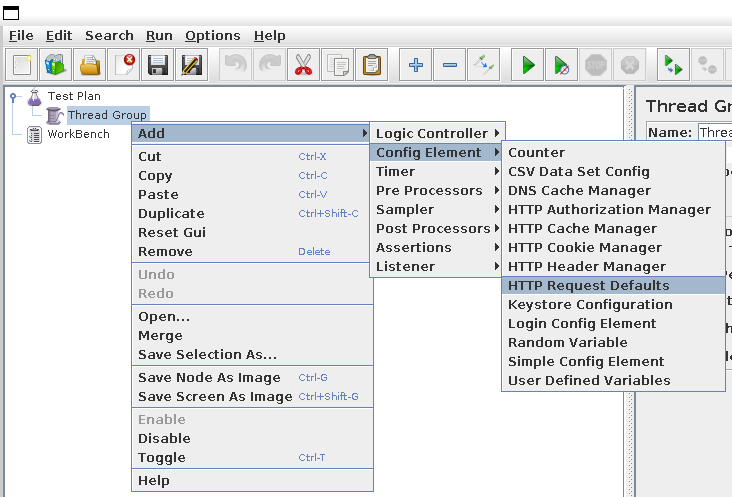 File Edit Search Run Options Help
Test Plan
Thread Group
WorkBench
Thread Gr
Name: Threa
Add
Cut Ctrl-X
Copy Ctrl-C
Paste Ctrl-V
Duplicate Ctrl+Shift-C
Reset Gui
Remove Delete
Undo
Redo
Open...
Merge
Save Selection As...
Save Node As Image Ctrl-G
Save Screen As Image Ctrl+Shift-G
Enable
Disable
Toggle Ctrl-T
Help
Logic Controller
Config Element
Timer
Pre Processors
Sampler
Post Processors
Assertions
Listener
Counter
CSV Data Set Config
DNS Cache Manager
HTTP Authorization Manager
HTTP Cache Manager
HTTP Cookie Manager
HTTP Header Manager
HTTP Request Defaults
Keystore Configuration
Login Config Element
Random Variable
Simple Config Element
User Defined Variables